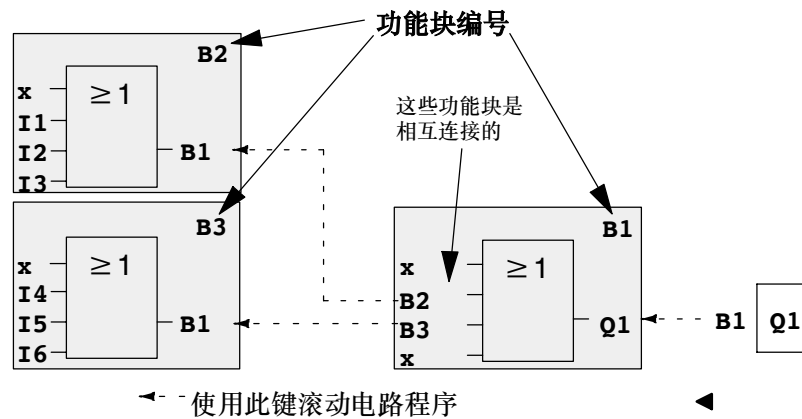 功能块编号
B2
x
≥1
I1
I2
B1
I3
这些功能块是
相互连接的
B3
x
≥1
I4
I5
B1
I6
B1
x
≥1
B2
B3
Q1
x
B1
Q1
使用此键滚动电路程序